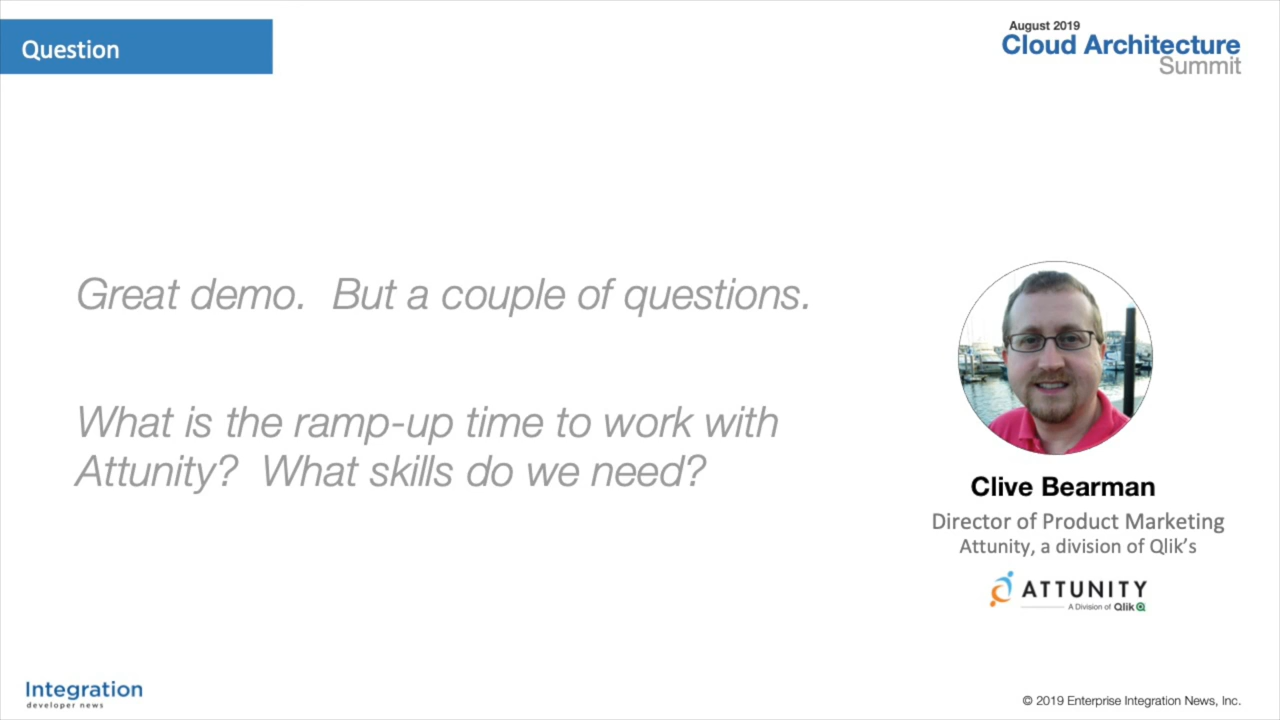 Question
August 2019
Cloud Architecture
Summit
Great demo.  But a couple of questions.
What is the ramp-up time to work with
Attunity?  What skills do we need?
Clive Bearman
Director of Product Marketing
Attunity, a division of Qlik’s
ATTUNITY
A Division of Qlik
Integration
developer news
© 2019 Enterprise Integration News, Inc.